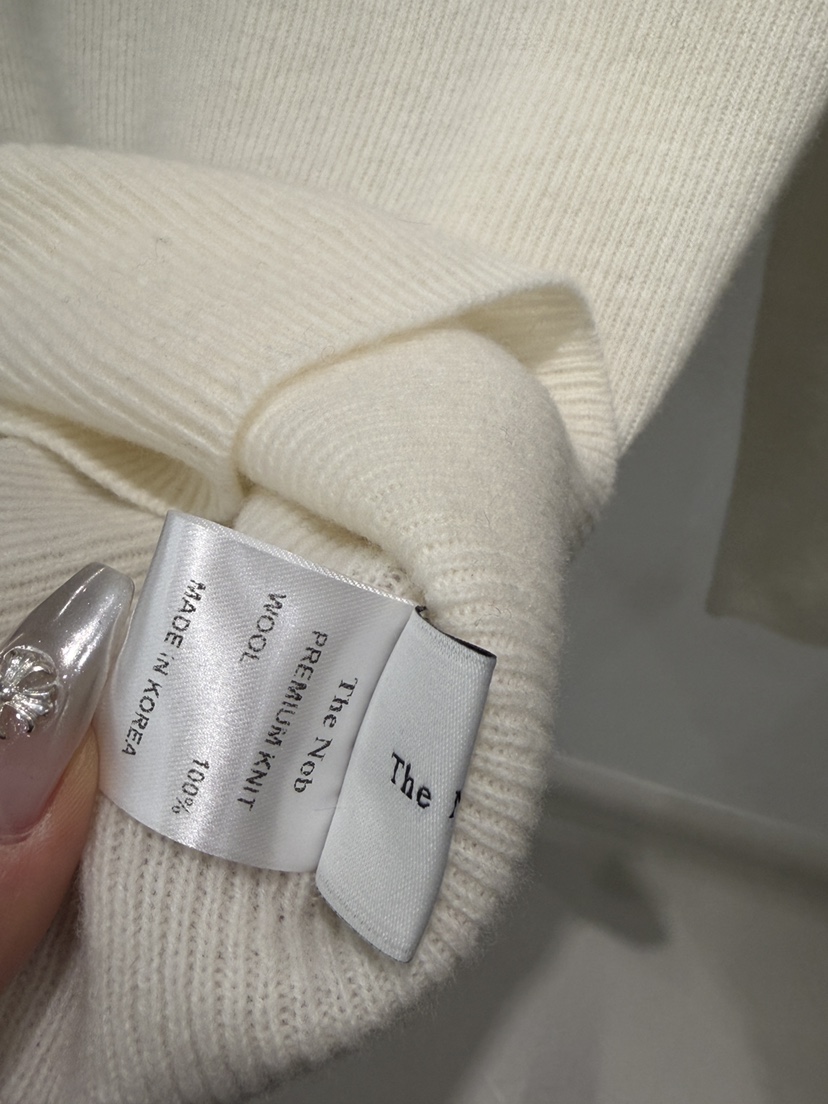 The Nob
PREMIUM KNIT
WOOL 100%
MADE iN KOREA
The